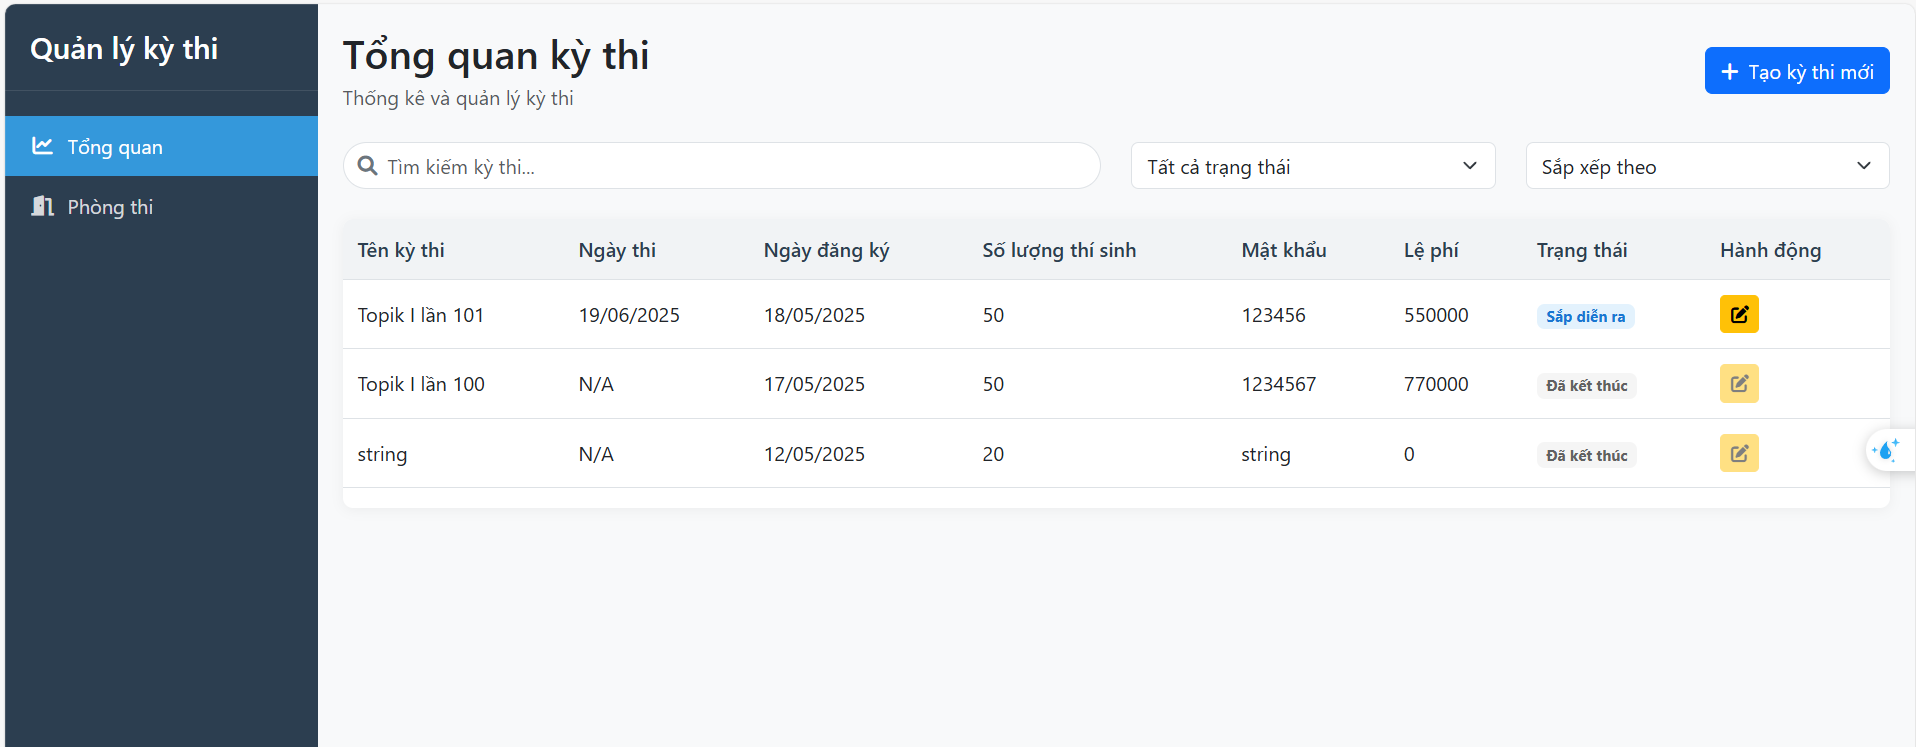 Quản lý kỳ thi
Tổng quan
Phòng thi
Tổng quan kỳ thi
Thống kê và quản lý kỳ thi
Tạo kỳ thi mới
Tìm kiếm kỳ thi...
Tất cả trạng thái
Sắp xếp theo
Tên kỳ thi Ngày thi Ngày đăng ký Số lượng thí sinh Mật khẩu Lệ phí Trạng thái Hành động
Topik I lần 101 19/06/2025 18/05/2025 50 123456 550000 Sắp diễn ra
Topik I lần 100 N/A 17/05/2025 50 1234567 770000 Đã kết thúc
string N/A 12/05/2025 20 string 0 Đã kết thúc